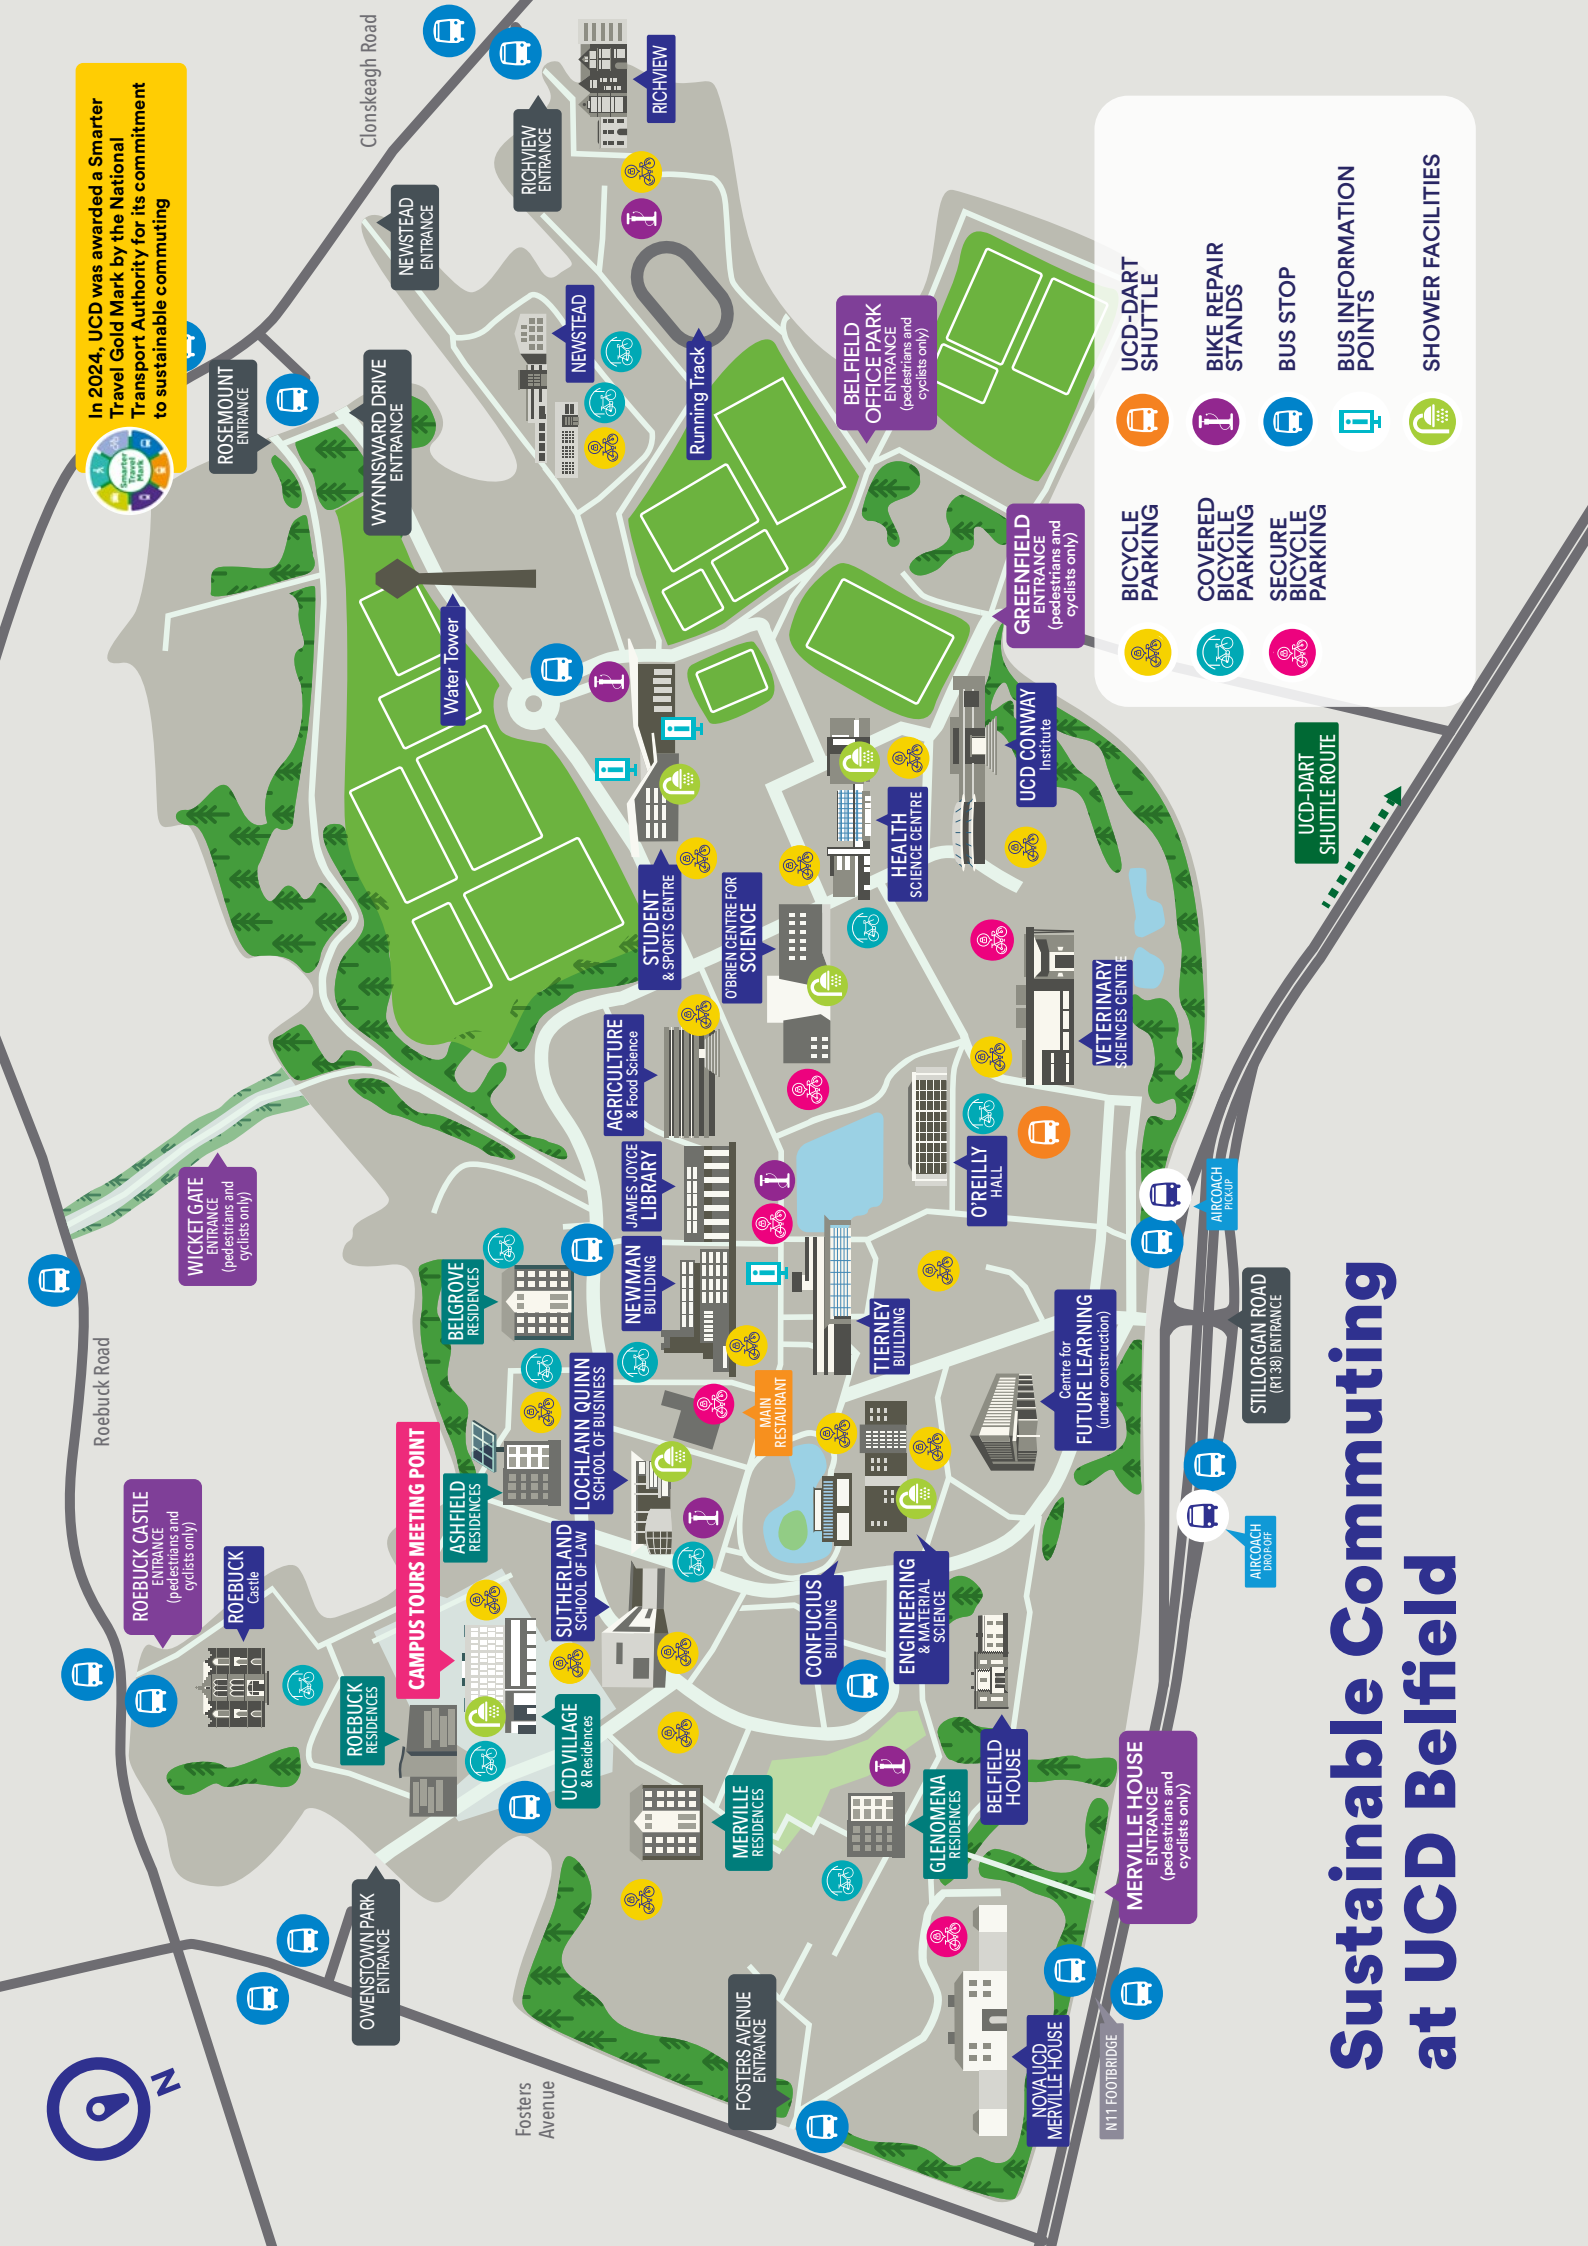 Sustainable Commuting
at UCD Belfield
In 2024, UCD was awarded a Smarter
Travel Gold Mark by the National
Transport Authority for its commitment
to sustainable commuting
Smarter
Travel
Mark
N
Fosters
Avenue
Roebuck Road
Clonskeagh Road
OWENSTOWN PARK
ENTRANCE
ROEBUCK CASTLE
ENTRANCE
(pedestrians and
cyclists only)
ROEBUCK
Castle
WICKET GATE
ENTRANCE
(pedestrians and
cyclists only)
ROSEMOUNT
ENTRANCE
WYNNSWARD DRIVE
ENTRANCE
NEWSTEAD
ENTRANCE
RICHVIEW
ENTRANCE
RICHVIEW
ROEBUCK
RESIDENCES
CAMPUS TOURS MEETING POINT
ASHFIELD
RESIDENCES
BELGROVE
RESIDENCES
Water Tower
NEWSTEAD
UCD VILLAGE
& Residences
SUTHERLAND
SCHOOL OF LAW
LOCHLANN QUINN
SCHOOL OF BUSINESS
NEWMAN
BUILDING
JAMES JOYCE
LIBRARY
AGRICULTURE
& Food Science
STUDENT
& SPORTS CENTRE
Running Track
FOSTERS AVENUE
ENTRANCE
MERVILLE
RESIDENCES
MAIN
RESTAURANT
O'BRIEN CENTRE FOR
SCIENCE
BELFIELD
OFFICE PARK
ENTRANCE
(pedestrians and
cyclists only)
CONFUCIUS
BUILDING
TIERNEY
BUILDING
HEALTH
SCIENCE CENTRE
GLENOMENA
RESIDENCES
ENGINEERING
& MATERIAL
SCIENCE
O'REILLY
HALL
UCD CONWAY
Institute
GREENFIELD
ENTRANCE
(pedestrians and
cyclists only)
BELFIELD
HOUSE
Centre for
FUTURE LEARNING
(under construction)
VETERINARY
SCIENCES CENTRE
NOVAUCD
MERVILLE HOUSE
N11 FOOTBRIDGE
MERVILLE HOUSE
ENTRANCE
(pedestrians and
cyclists only)
AIRCOACH
DROP-OFF
STILLORGAN ROAD
(R138) ENTRANCE
AIRCOACH
PICK-UP
UCD-DART
SHUTTLE ROUTE
BICYCLE
PARKING
COVERED
BICYCLE
PARKING
SECURE
BICYCLE
PARKING
UCD-DART
SHUTTLE
BIKE REPAIR
STANDS
BUS STOP
BUS INFORMATION
POINTS
SHOWER FACILITIES